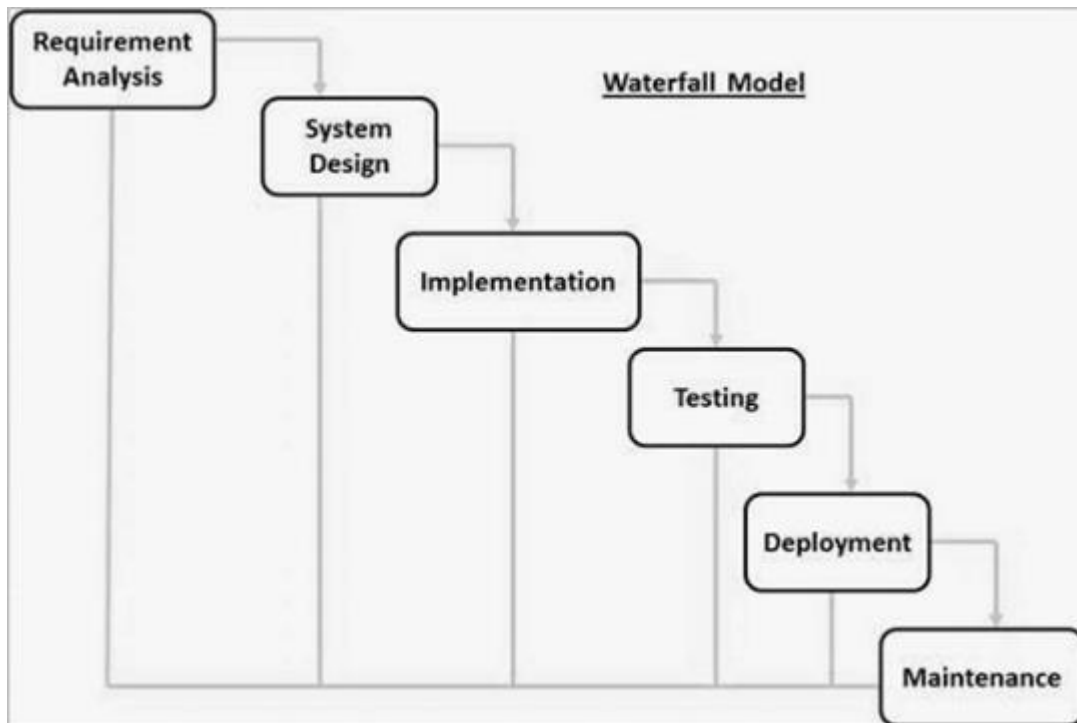 Requirement
Analysis
Waterfall Model
System
Design
Implementation
Testing
Deployment
Maintenance